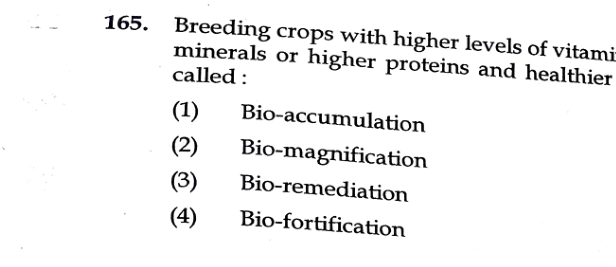 165. Breeding crops with higher levels of vitami
minerals or higher proteins and healthier
called :
(1) Bio-accumulation
(2) Bio-magnification
(3) Bio-remediation
(4) Bio-fortification